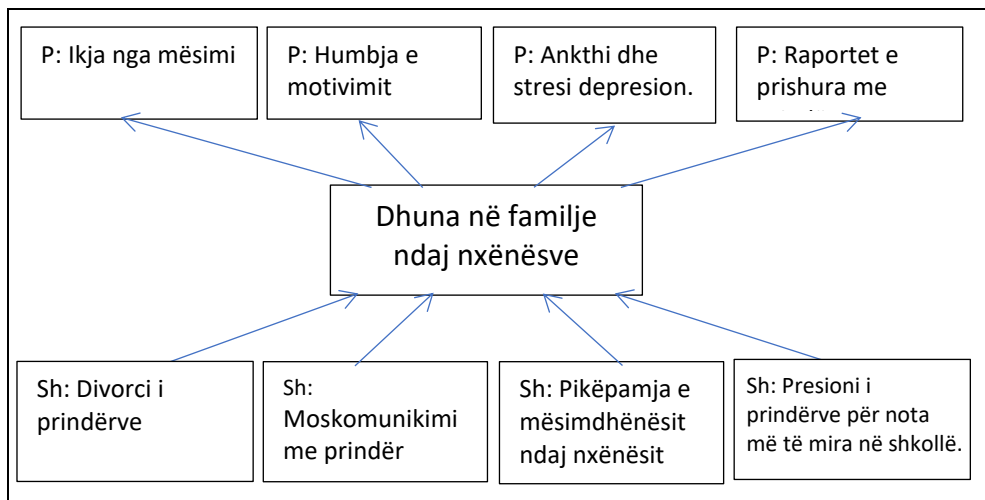 P: Ikja nga mësimi
P: Humbja e
motivimit
P: Ankthi dhe
stresi depresion.
P: Raportet e
prishura me
Dhuna në familje
ndaj nxënësve
Sh: Divorci i
prindërve
Sh:
Moskomunikimi
me prindër
Sh: Pikëpamja e
mësimdhënësit
ndaj nxënësit
Sh: Presioni i
prindërve për nota
më të mira në shkollë.